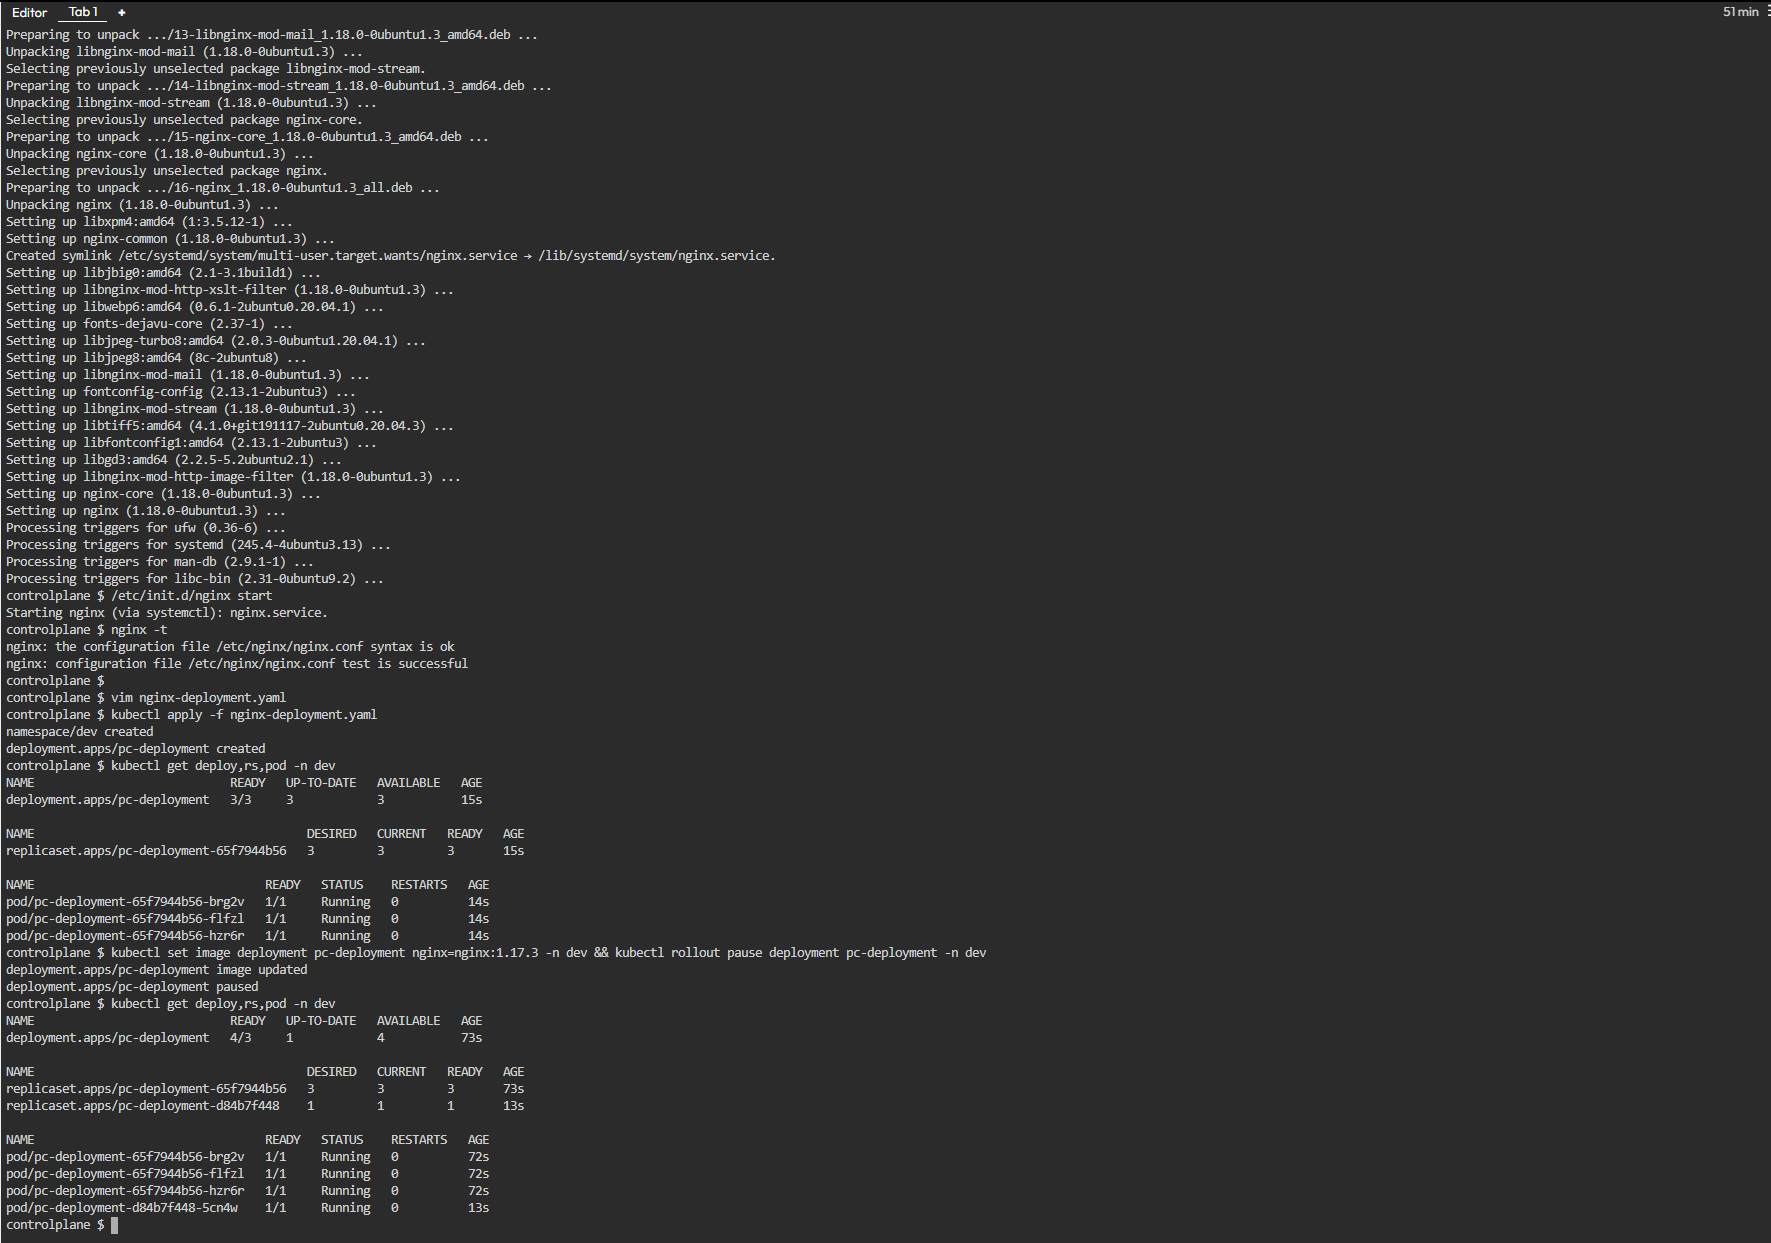 Editor Tab 1 + 51 min
Preparing to unpack .../13-libnginx-mod-mail_1.18.0-0ubuntu1.3_amd64.deb ...
Unpacking libnginx-mod-mail (1.18.0-0ubuntu1.3) ...
Selecting previously unselected package libnginx-mod-stream.
Preparing to unpack .../14-libnginx-mod-stream_1.18.0-0ubuntu1.3_amd64.deb ...
Unpacking libnginx-mod-stream (1.18.0-0ubuntu1.3) ...
Selecting previously unselected package nginx-core.
Preparing to unpack .../15-nginx-core_1.18.0-0ubuntu1.3_amd64.deb ...
Unpacking nginx-core (1.18.0-0ubuntu1.3) ...
Selecting previously unselected package nginx.
Preparing to unpack .../16-nginx_1.18.0-0ubuntu1.3_all.deb ...
Unpacking nginx (1.18.0-0ubuntu1.3) ...
Setting up libxpm4:amd64 (1:3.5.12-1) ...
Setting up nginx-common (1.18.0-0ubuntu1.3) ...
Created symlink /etc/systemd/system/multi-user.target.wants/nginx.service → /lib/systemd/system/nginx.service.
Setting up libjbig0:amd64 (2.1-3.1build1) ...
Setting up libnginx-mod-http-xslt-filter (1.18.0-0ubuntu1.3) ...
Setting up libwebp6:amd64 (0.6.1-2ubuntu0.20.04.1) ...
Setting up fonts-dejavu-core (2.37-1) ...
Setting up libjpeg-turbo8:amd64 (2.0.3-0ubuntu1.20.04.1) ...
Setting up libjpeg8:amd64 (8c-2ubuntu8) ...
Setting up libnginx-mod-mail (1.18.0-0ubuntu1.3) ...
Setting up fontconfig-config (2.13.1-2ubuntu3) ...
Setting up libnginx-mod-stream (1.18.0-0ubuntu1.3) ...
Setting up libtiff5:amd64 (4.1.0+git191117-2ubuntu0.20.04.3) ...
Setting up libfontconfig1:amd64 (2.13.1-2ubuntu3) ...
Setting up libgd3:amd64 (2.2.5-5.2ubuntu2.1) ...
Setting up libnginx-mod-http-image-filter (1.18.0-0ubuntu1.3) ...
Setting up nginx-core (1.18.0-0ubuntu1.3) ...
Setting up nginx (1.18.0-0ubuntu1.3) ...
Processing triggers for ufw (0.36-6) ...
Processing triggers for systemd (245.4-4ubuntu3.13) ...
Processing triggers for man-db (2.9.1-1) ...
Processing triggers for libc-bin (2.31-0ubuntu9.2) ...
controlplane $ /etc/init.d/nginx start
Starting nginx (via systemctl): nginx.service.
controlplane $ nginx -t
nginx: the configuration file /etc/nginx/nginx.conf syntax is ok
nginx: configuration file /etc/nginx/nginx.conf test is successful
controlplane $
controlplane $ vim nginx-deployment.yaml
controlplane $ kubectl apply -f nginx-deployment.yaml
namespace/dev created
deployment.apps/pc-deployment created
controlplane $ kubectl get deploy,rs,pod -n dev
NAME READY UP-TO-DATE AVAILABLE AGE
deployment.apps/pc-deployment 3/3 3 3 15s
NAME DESIRED CURRENT READY AGE
replicaset.apps/pc-deployment-65f7944b56 3 3 3 15s
NAME READY STATUS RESTARTS AGE
pod/pc-deployment-65f7944b56-brg2v 1/1 Running 0 14s
pod/pc-deployment-65f7944b56-flfzl 1/1 Running 0 14s
pod/pc-deployment-65f7944b56-hzr6r 1/1 Running 0 14s
controlplane $ kubectl set image deployment pc-deployment nginx=nginx:1.17.3 -n dev && kubectl rollout pause deployment pc-deployment -n dev
deployment.apps/pc-deployment image updated
deployment.apps/pc-deployment paused
controlplane $ kubectl get deploy,rs,pod -n dev
NAME READY UP-TO-DATE AVAILABLE AGE
deployment.apps/pc-deployment 4/3 1 4 73s
NAME DESIRED CURRENT READY AGE
replicaset.apps/pc-deployment-65f7944b56 3 3 3 73s
replicaset.apps/pc-deployment-d84b7f448 1 1 1 13s
NAME READY STATUS RESTARTS AGE
pod/pc-deployment-65f7944b56-brg2v 1/1 Running 0 72s
pod/pc-deployment-65f7944b56-flfzl 1/1 Running 0 72s
pod/pc-deployment-65f7944b56-hzr6r 1/1 Running 0 72s
pod/pc-deployment-d84b7f448-5cn4w 1/1 Running 0 13s
controlplane $